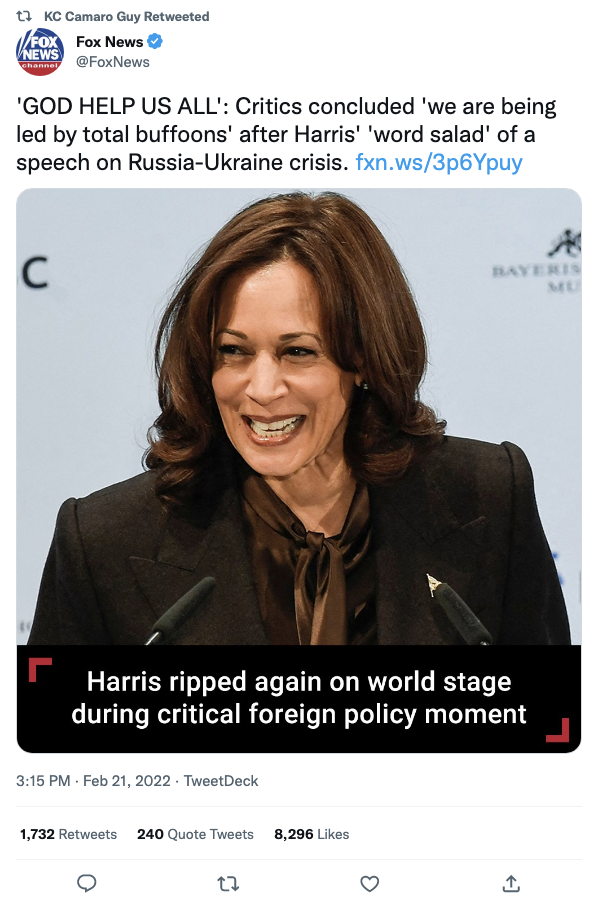 KC Camaro Guy Retweeted
FOX
NEWS
channel
Fox News
@FoxNews
'GOD HELP US ALL': Critics concluded 'we are being
led by total buffoons' after Harris' 'word salad' of a
speech on Russia-Ukraine crisis. fxn.ws/3p6Ypuy
C
BAYERIS
MU
Harris ripped again on world stage
during critical foreign policy moment
3:15 PM · Feb 21, 2022 · TweetDeck
1,732 Retweets 240 Quote Tweets 8,296 Likes